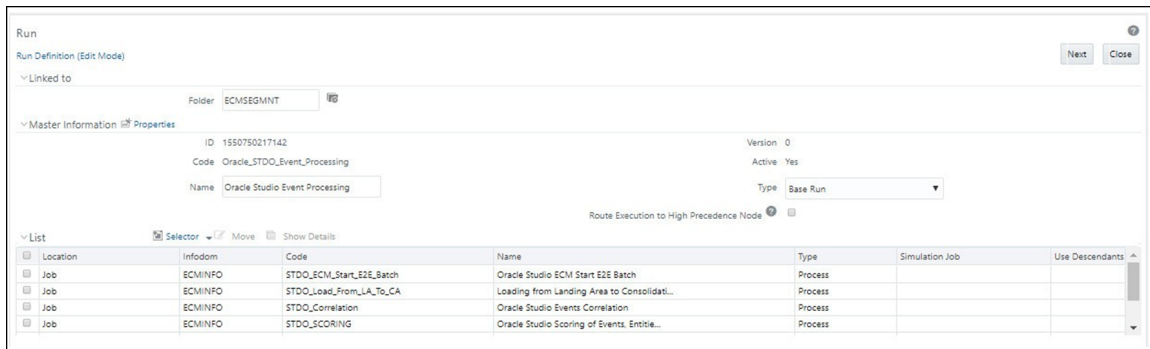 Run
Run Definition (Edit Mode)
Next Close
Linked to
Folder ECMSEGMNT
Master Information Properties
ID 1550750217142 Version 0
Code Oracle_STDO_Event_Processing Active Yes
Name Oracle Studio Event Processing Type Base Run
Route Execution to High Precedence Node
List Selector Move Show Details
Location Infodom Code Name Type Simulation Job Use Descendants
Job ECMINFO STDO_ECM_Start_E2E_Batch Oracle Studio ECM Start E2E Batch Process
Job ECMINFO STDO_Load_From_LA_To_CA Loading from Landing Area to Consolidati... Process
Job ECMINFO STDO_Correlation Oracle Studio Events Correlation Process
Job ECMINFO STDO_SCORING Oracle Studio Scoring of Events, Entitie... Process